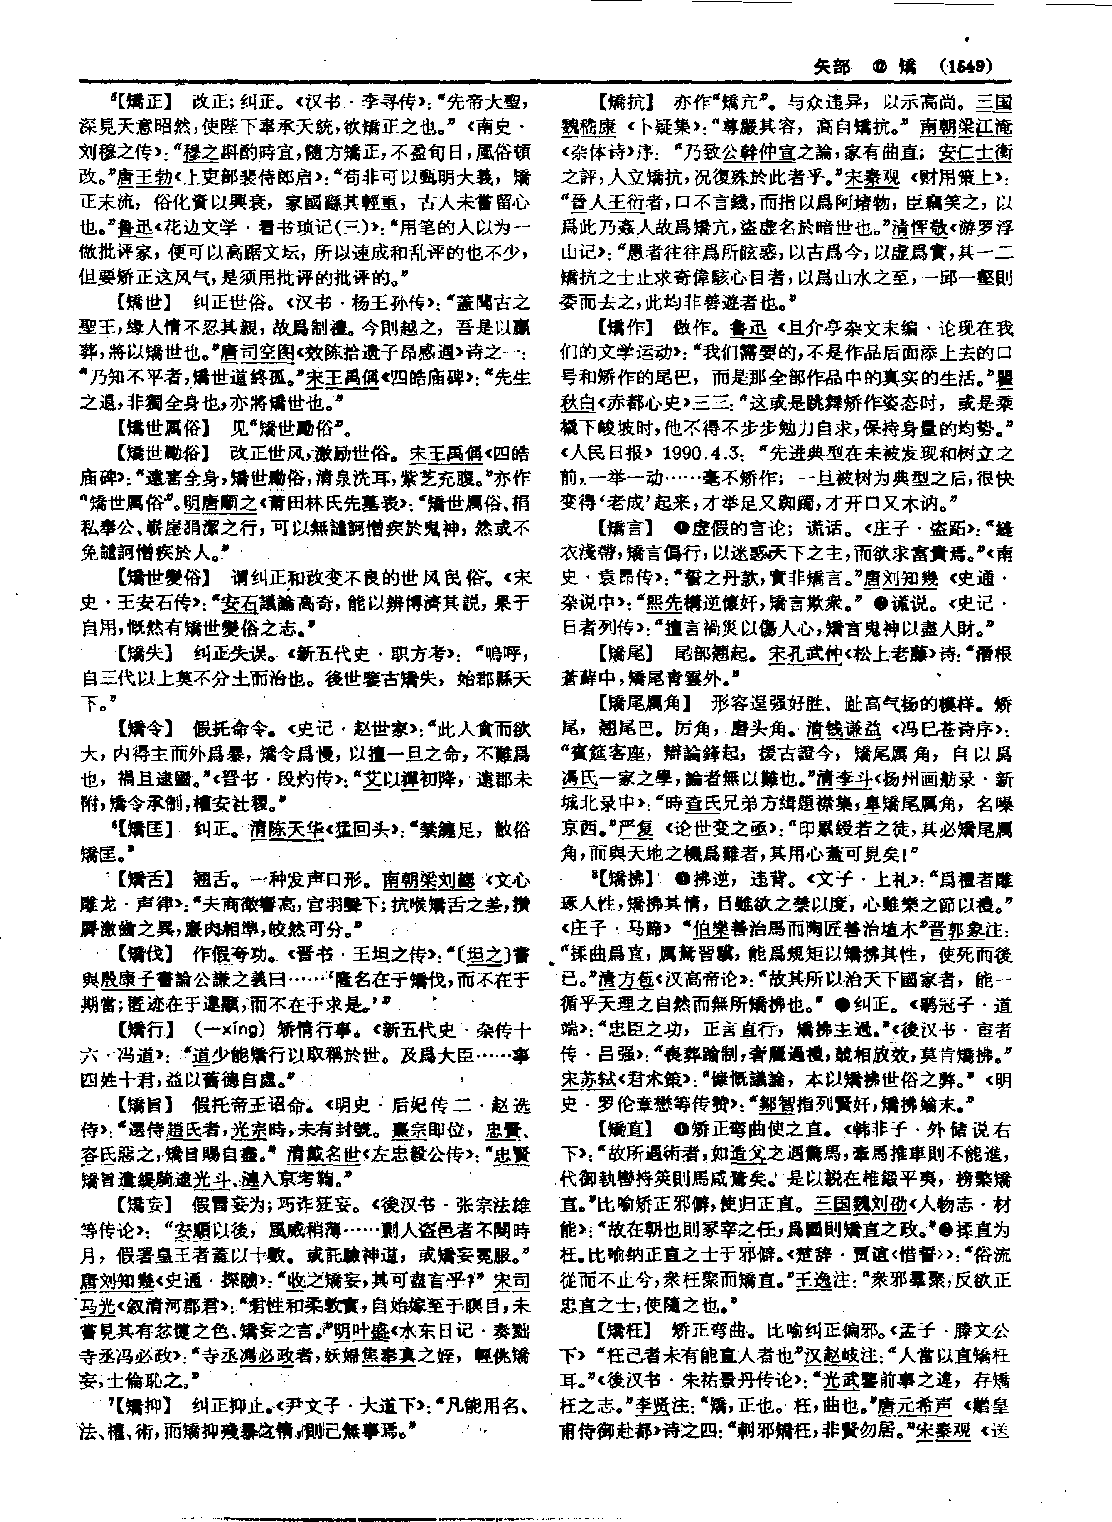 矢部 ⑫ 矯 (1549)
⁵【矯正】 改正;纠正。《汉书·李寻传》:“先帝大聖,
深見天意昭然,使陛下奉承天統,欲矯正之也。”《南史·
刘穆之传》:“穆之斟酌時宜,隨方矯正,不盈旬日,風俗頓
改。”唐王勃《上吏部裴侍郎启》:“苟非可以甄明大義,矯
正末流,俗化資以興衰,家國繇其輕重,古人未嘗留心
也。”鲁迅《花边文学·看书琐记(三)》:“用笔的人以为一
做批评家,便可以高踞文坛,所以速成和乱评的也不少,
但要矫正这风气,是须用批评的批评的。”
【矯世】 纠正世俗。《汉书·杨王孙传》:“蓋聞古之
聖王,緣人情不忍其親,故爲制禮。今則越之,吾是以臝
葬,將以矯世也。”唐司空图《效陈拾遗子昂感遇》诗之一:
“乃知不平者,矯世道終孤。”宋王禹偁《四皓庙碑》:“先生
之退,非獨全身也,亦將矯世也。”
【矯世厲俗】 见“矯世勵俗”。
【矯世勵俗】 改正世风,激励世俗。宋王禹偁《四皓
庙碑》:“遠害全身,矯世勵俗,清泉洗耳,紫芝充腹。”亦作
“矯世厲俗”。明唐顺之《莆田林氏先墓表》:“矯世厲俗、捐
私奉公、嶄崖涓潔之行,可以無譴訶憎疾於鬼神,然或不
免譴訶憎疾於人。”
【矯世變俗】 谓纠正和改变不良的世风民俗。《宋
史·王安石传》:“安石議論高奇,能以辨博濟其説,果于
自用,慨然有矯世變俗之志。”
【矯失】 纠正失误。《新五代史·职方考》:“嗚呼,
自三代以上莫不分土而治也。後世鑒古矯失,始郡縣天
下。”
【矯令】 假托命令。《史记·赵世家》:“此人貪而欲
大,内得主而外爲暴,矯令爲慢,以擅一旦之命,不難爲
也,禍且逮國。”《晋书·段灼传》:“艾以禪初降,遠郡未
附,矯令承制,權安社稷。”
⁶【矯匡】 纠正。清陈天华《猛回头》:“禁纏足,敝俗
矯匡。”
【矯舌】 翘舌。一种发声口形。南朝梁刘勰《文心
雕龙·声律》:“夫商徵響高,宫羽聲下;抗喉矯舌之差,攢
脣激齒之異,廉肉相準,皎然可分。”
【矯伐】 作假夸功。《晋书·王坦之传》:“〔坦之〕嘗
與殷康子書論公謙之義曰……‘隆名在于矯伐,而不在于
期當;匿迹在于違顯,而不在于求是。’”
【矯行】 (—xíng) 矫情行事。《新五代史·杂传十
六·冯道》:“道少能矯行以取稱於世。及爲大臣……事
四姓十君,益以舊德自處。”
【矯旨】 假托帝王诏命。《明史·后妃传二·赵选
侍》:“選侍趙氏者,光宗時,未有封號。熹宗即位,忠賢、
客氏惡之,矯旨賜自盡。”清戴名世《左忠毅公传》:“忠賢
矯旨遣緹騎逮光斗、漣入京考鞫。”
【矯妄】 假冒妄为;巧诈狂妄。《後汉书·张宗法雄
等传论》:“安順以後,風威稍薄……剽人盗邑者不闋時
月,假署皇王者蓋以十數。或託驗神道,或矯妄冕服。”
唐刘知幾《史通·探赜》:“收之矯妄,其可盡言乎?”宋司
马光《叙清河郡君》:“君性和柔敦實,自始嫁至于瞑目,未
嘗見其有忿懥之色、矯妄之言。”明叶盛《水东日记·奏黜
寺丞冯必政》:“寺丞馮必政者,妖婦焦奉真之姪,輕佻矯
妄,士倫恥之。”
⁷【矯抑】 纠正抑止。《尹文子·大道下》:“凡能用名、
法、權、術,而矯抑殘暴之情,則己無事焉。”
【矯抗】 亦作“矯亢”。与众违异,以示高尚。三国
魏嵇康《卜疑集》:“尊嚴其容,高自矯抗。”南朝梁江淹
《杂体诗》序:“乃致公幹仲宣之論,家有曲直;安仁士衡
之評,人立矯抗,况復殊於此者乎。”宋秦观《财用策上》:
“晋人王衍者,口不言錢,而指以爲阿堵物,臣竊笑之,以
爲此乃姦人故爲矯亢,盗虚名於暗世也。”清恽敬《游罗浮
山记》:“愚者往往爲所眩惑,以古爲今,以虚爲實,其一二
矯抗之士止求奇偉駭心目者,以爲山水之至,一邱一壑則
委而去之,此均非善遊者也。”
【矯作】 做作。鲁迅《且介亭杂文末编·论现在我
们的文学运动》:“我们需要的,不是作品后面添上去的口
号和矫作的尾巴,而是那全部作品中的真实的生活。”瞿
秋白《赤都心史》三三:“这或是跳舞矫作姿态时,或是乘
橇下峻坡时,他不得不步步勉力自求,保持身量的均势。”
《人民日报》1990.4.3:“先进典型在未被发现和树立之
前,一举一动……毫不矫作;一旦被树为典型之后,很快
变得‘老成’起来,才举足又踟蹰,才开口又木讷。”
【矯言】 ❶虚假的言论;谎话。《庄子·盗跖》:“縫
衣淺帶,矯言僞行,以迷惑天下之主,而欲求富貴焉。”《南
史·袁昂传》:“誓之丹款,實非矯言。”唐刘知幾《史通·
杂说中》:“熙先構逆懷奸,矯言欺衆。”❷谎说。《史记·
日者列传》:“擅言禍災以傷人心,矯言鬼神以盡人財。”
【矯尾】 尾部翘起。宋孔武仲《松上老藤》诗:“潛根
蒼蘚中,矯尾青雲外。”
【矯尾厲角】 形容逞强好胜、趾高气扬的模样。矫
尾,翘尾巴。厉角,磨头角。清钱谦益《冯巳苍诗序》:
“賓筵客座,辯論鋒起,援古證今,矯尾厲角,自以爲
馮氏一家之學,論者無以難也。”清李斗《扬州画舫录·新
城北录中》:“時查氏兄弟方緝題襟集,臯矯尾厲角,名噪
京西。”严复《论世变之亟》:“印纍綬若之徒,其必矯尾厲
角,而與天地之機爲難者,其用心蓋可見矣!”
⁸【矯拂】 ❶拂逆,违背。《文子·上礼》:“爲禮者雕
琢人性,矯拂其情,目雖欲之禁以度,心雖樂之節以禮。”
《庄子·马蹄》“伯樂善治馬而陶匠善治埴木”晋郭象注:
“揉曲爲直,厲駑習驥,能爲規矩以矯拂其性,使死而後
已。”清方苞《汉高帝论》:“故其所以治天下國家者,能一
循乎天理之自然而無所矯拂也。”❷纠正。《鹖冠子·道
端》:“忠臣之功,正言直行,矯拂主過。”《後汉书·宦者
传·吕强》:“喪葬踰制,奢麗過禮,競相放效,莫肯矯拂。”
宋苏轼《君术策》:“慷慨議論,本以矯拂世俗之弊。”《明
史·罗伦章懋等传赞》:“鄒智指列賢奸,矯拂媮末。”
【矯直】 ❶矫正弯曲使之直。《韩非子·外储说右
下》:“故所遇術者,如造父之遇驚馬,牽馬推車則不能進,
代御執轡持筴則馬咸騖矣。是以説在椎鍛平夷,榜檠矯
直。”比喻矫正邪僻,使归正直。三国魏刘劭《人物志·材
能》:“故在朝也則冢宰之任,爲國則矯直之政。”❷揉直为
枉。比喻纳正直之士于邪僻。《楚辞·贾谊〈惜誓〉》:“俗流
從而不止兮,衆枉聚而矯直。”王逸注:“衆邪羣聚,反欲正
忠直之士,使隨之也。”
【矯枉】 矫正弯曲。比喻纠正偏邪。《孟子·滕文公
下》“枉己者未有能直人者也”汉赵岐注:“人當以直矯枉
耳。”《後汉书·朱祐景丹传论》:“光武鑒前事之違,存矯
枉之志。”李贤注:“矯,正也。枉,曲也。”唐元希声《赠皇
甫侍御赴都》诗之四:“刺邪矯枉,非賢勿居。”宋秦观《送